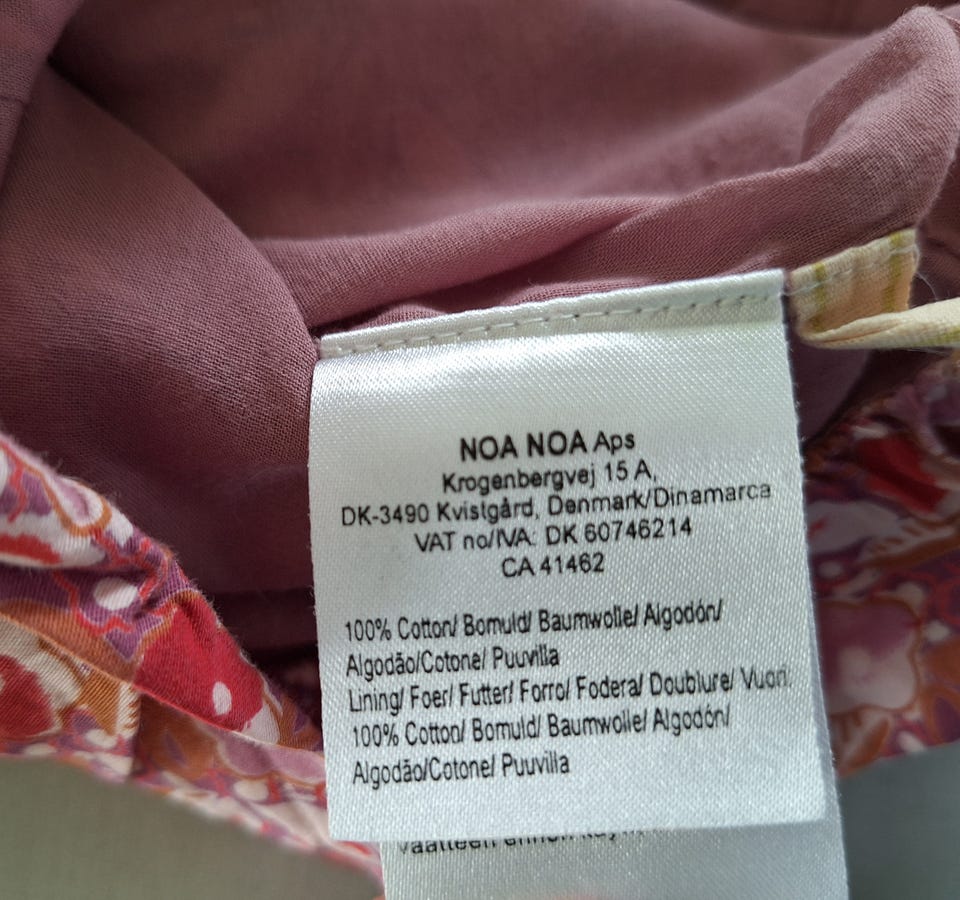 NOA NOA Aps
Krogenbergvej 15 A,
DK-3490 Kvistgård, Denmark/Dinamarca
VAT no/IVA: DK 60746214
CA 41462
100% Cotton/ Bomuld/ Baumwolle/ Algodón/
Algodão/Cotone/ Puuvilla
Lining/ Foer/ Futter/ Forro/ Fodera/ Doublure/ Vuori
100% Cotton/ Bomuld/ Baumwolle/ Algodón/
Algodão/Cotone/ Puuvilla
vaatteen ennen